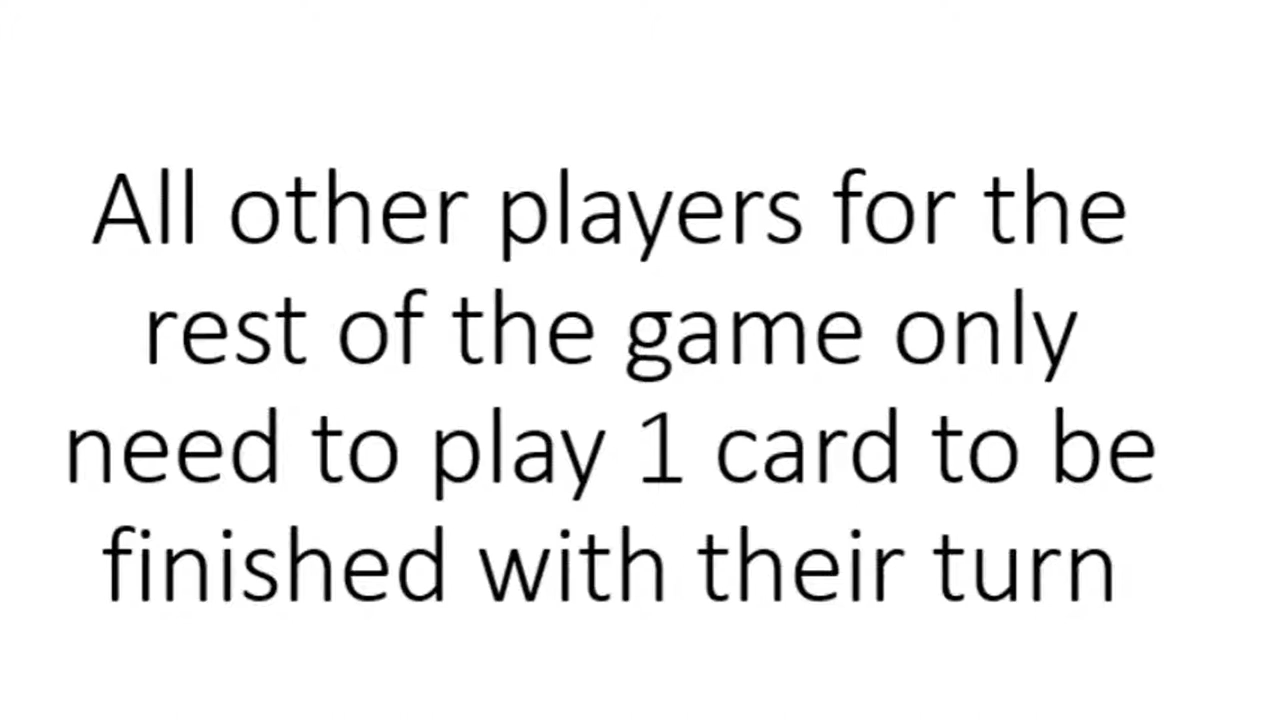 All other players for the
rest of the game only
need to play 1 card to be
finished with their turn